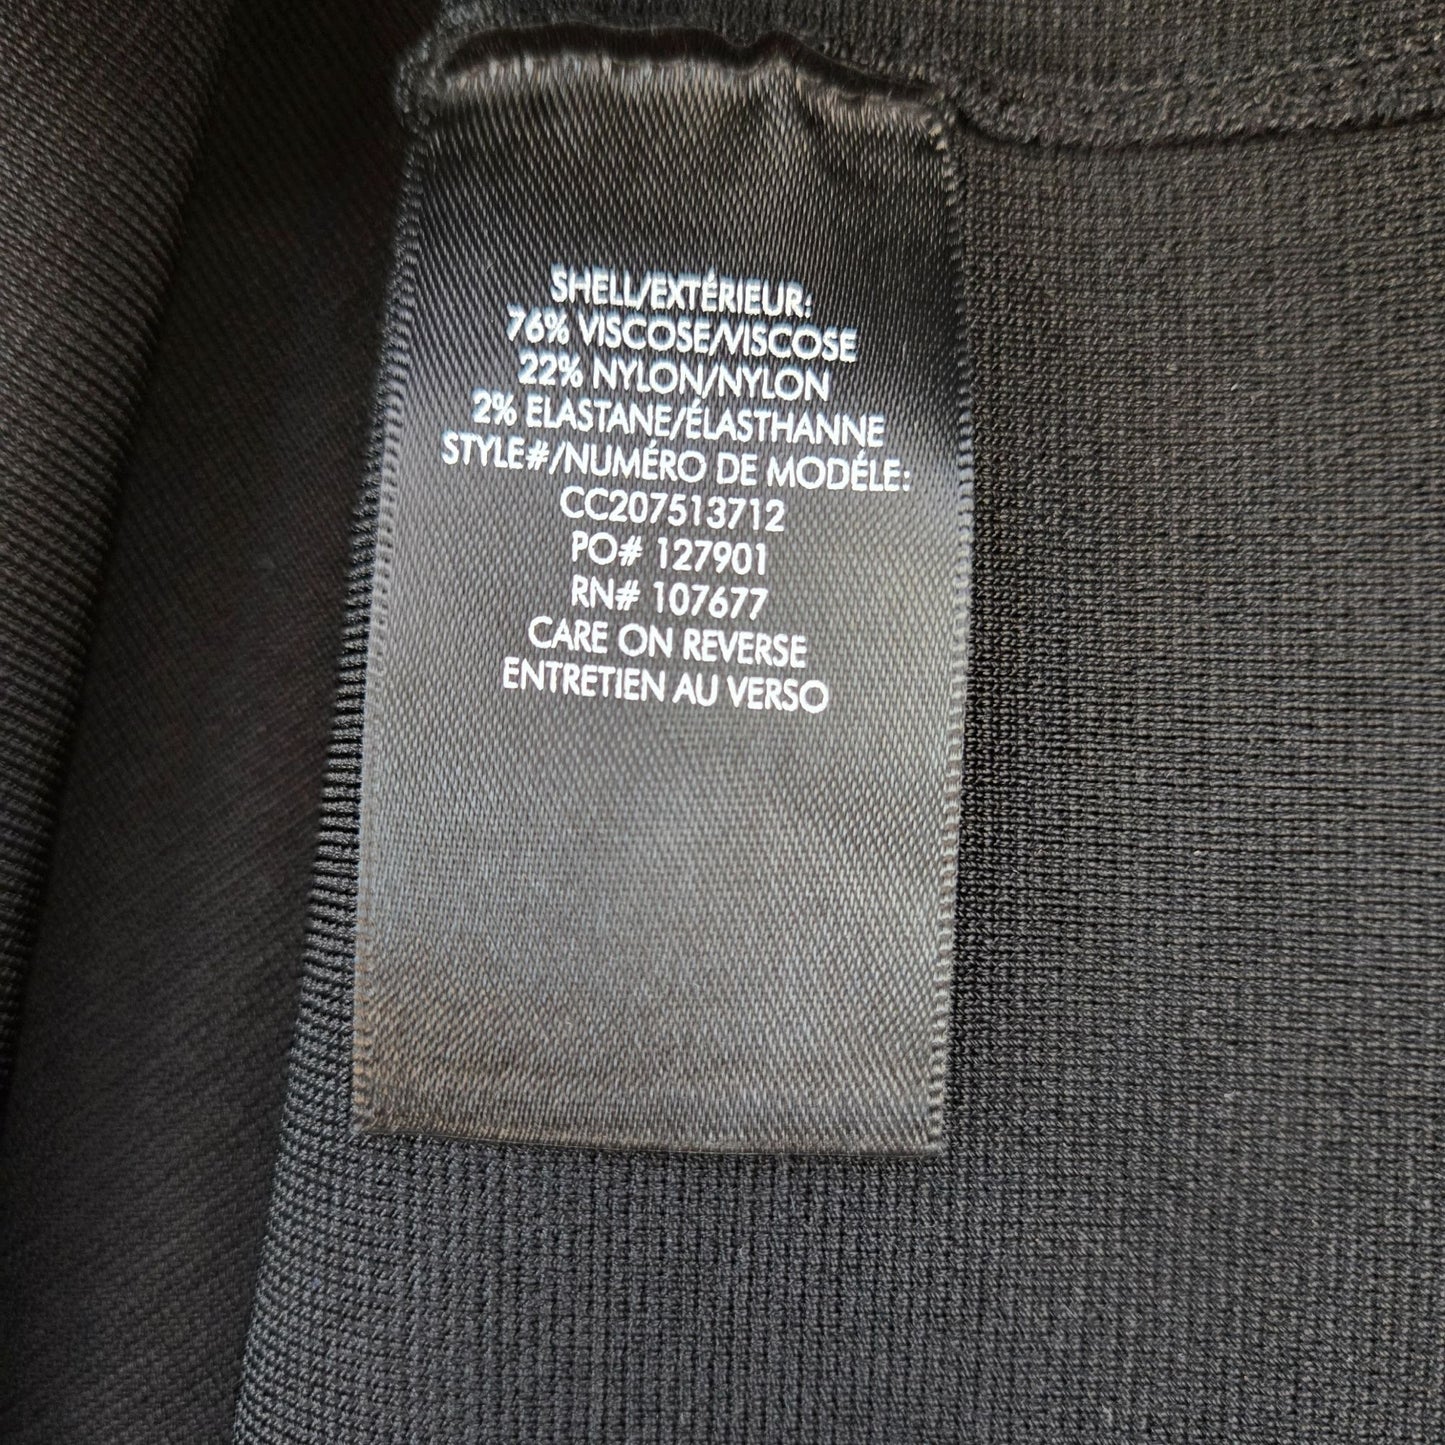 SHELL/EXTÉRIEUR:
76% VISCOSE/VISCOSE
22% NYLON/NYLON
2% ELASTANE/ÉLASTHANNE
STYLE#/NUMÉRO DE MODÉLE:
CC207513712
PO# 127901
RN# 107677
CARE ON REVERSE
ENTRETIEN AU VERSO